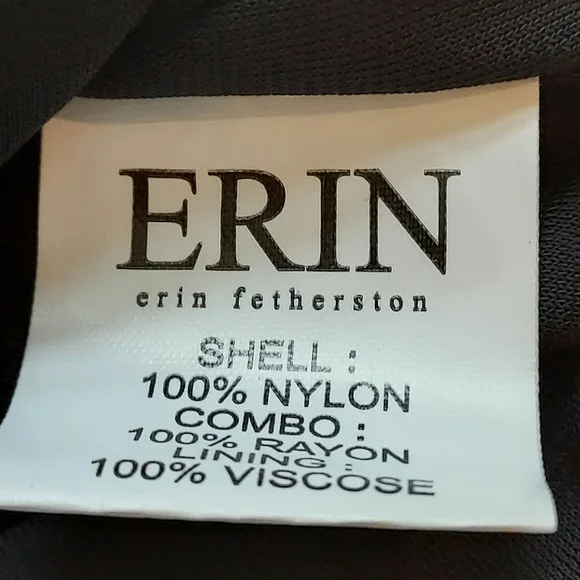 ERIN
erin fetherston
SHELL :
100% NYLON
COMBO :
100% RAYON
LINING :
100% VISCOSE